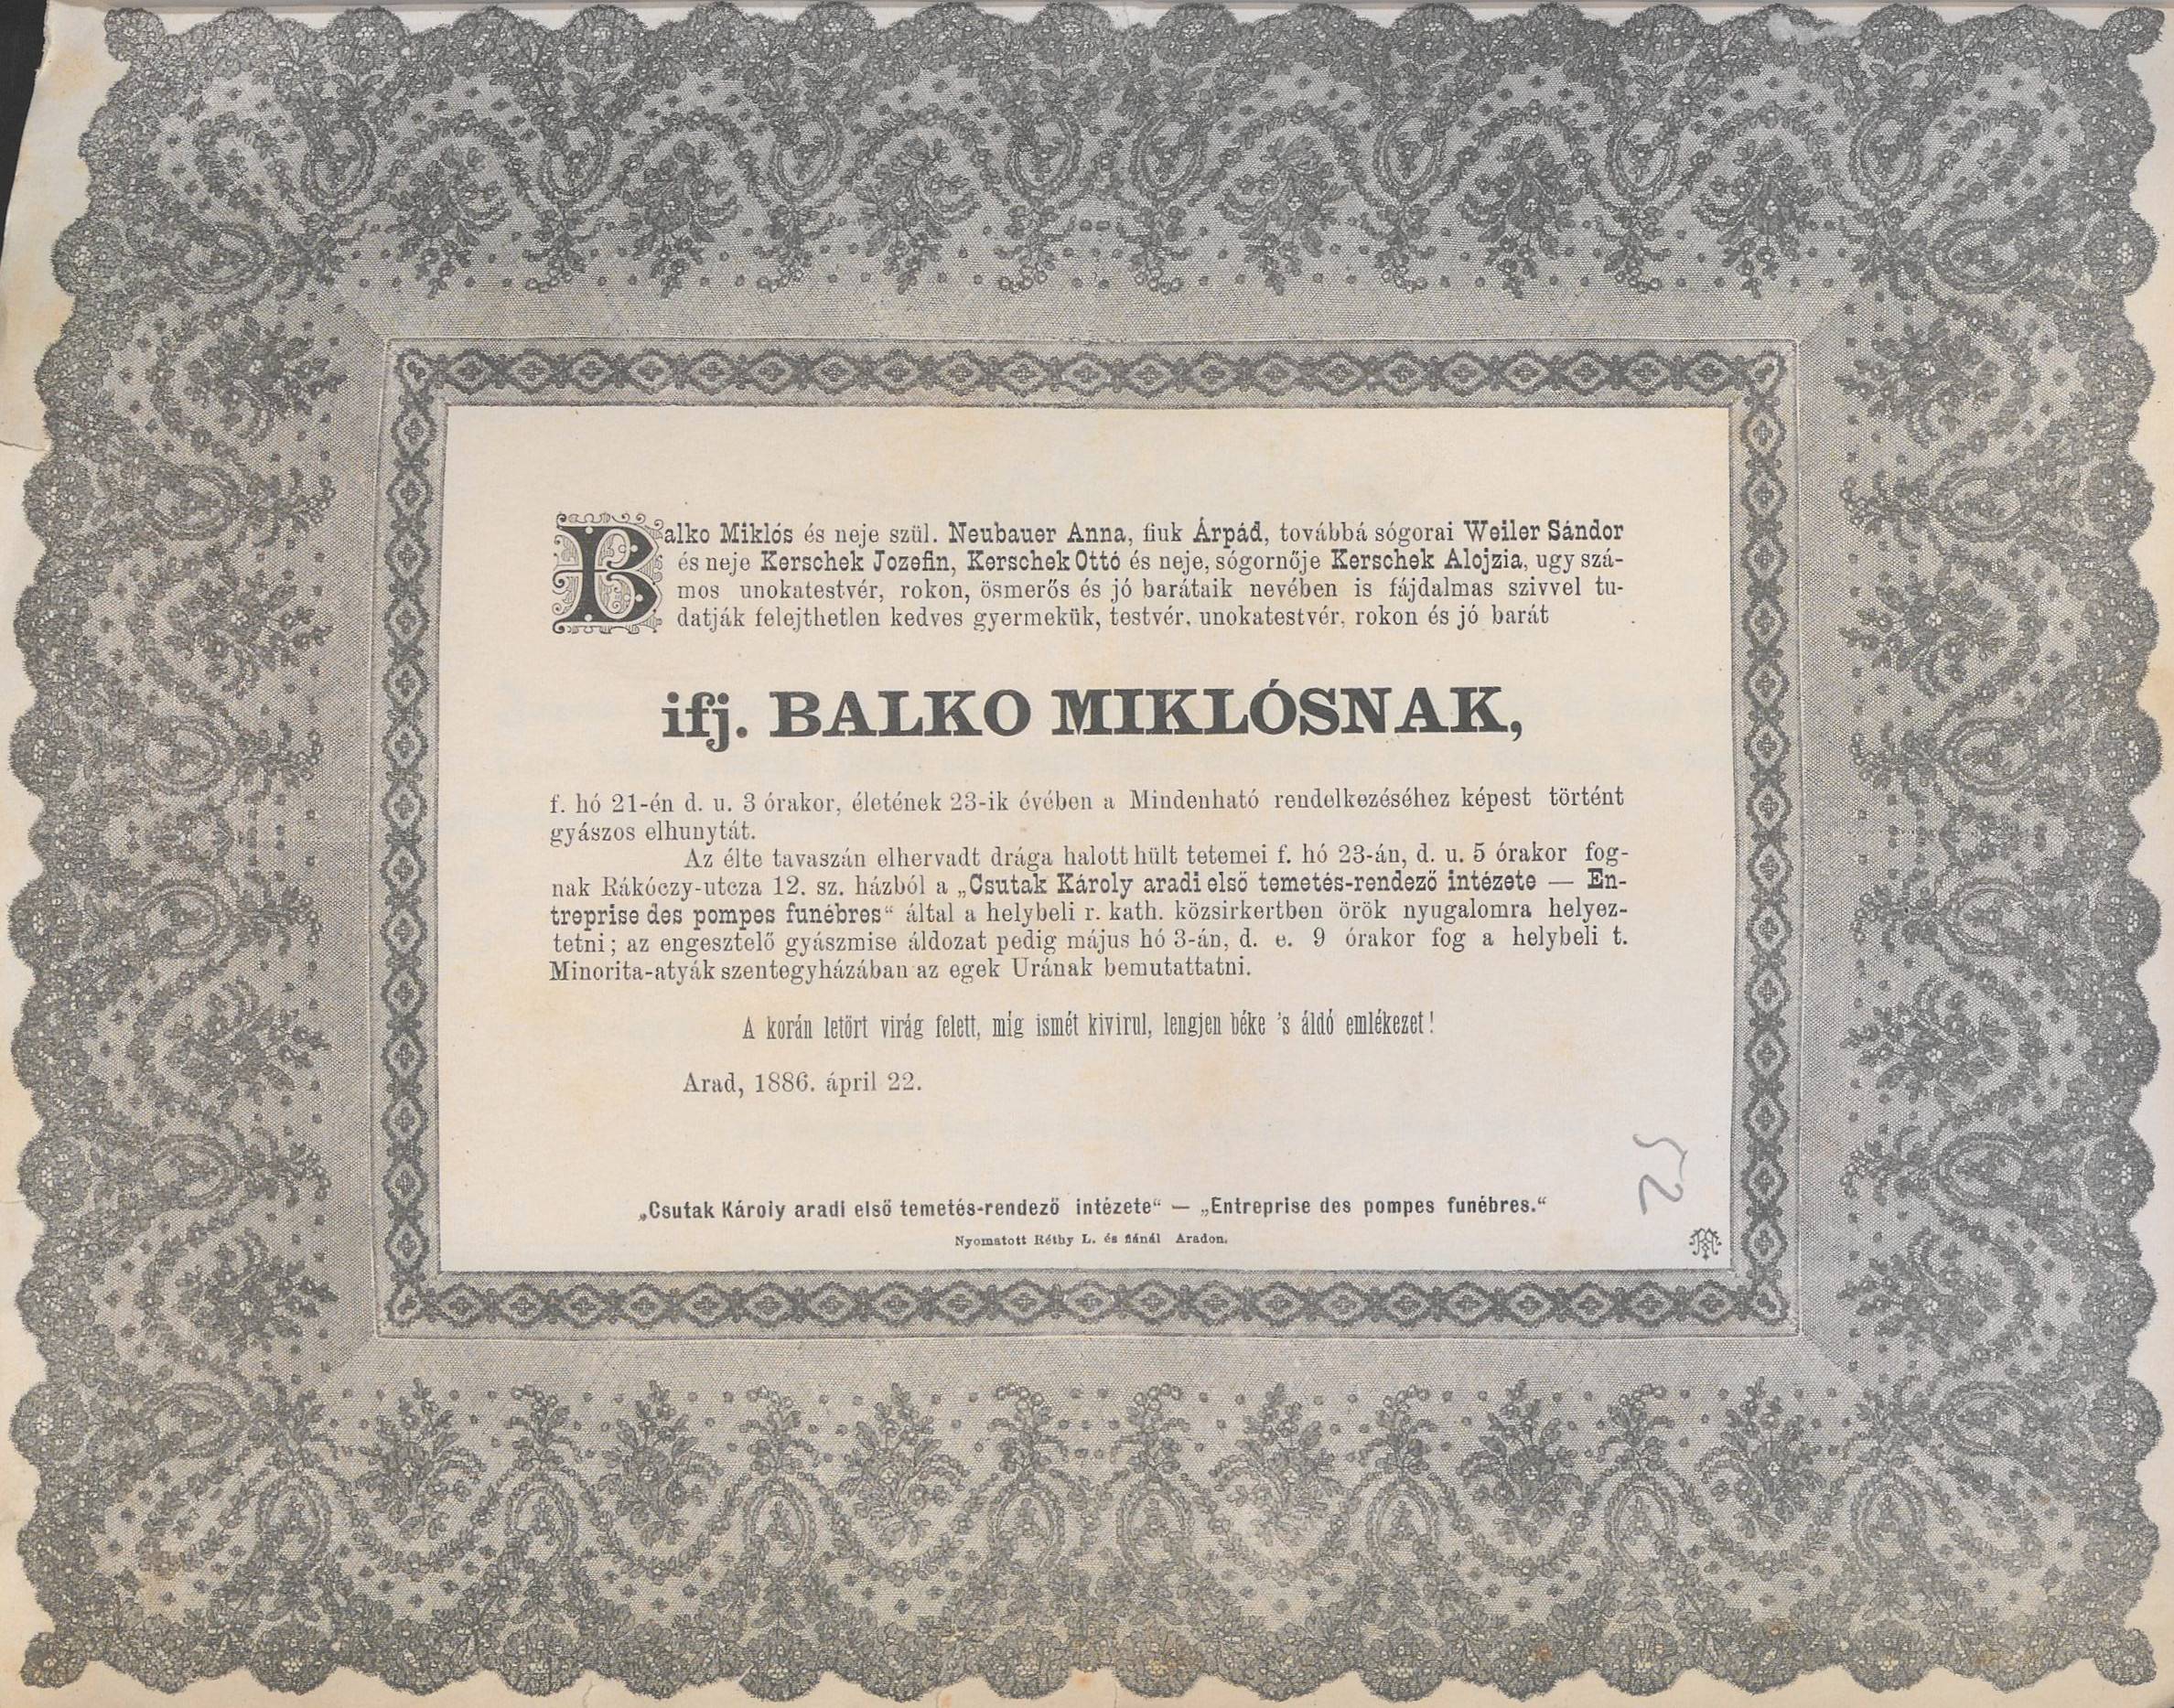 Balko Miklós és neje szül. Neubauer Anna, fiuk Árpád, továbbá sógorai Weiler Sándor
és neje Kerschek Jozefin, Kerschek Ottó és neje, sógornője Kerschek Alojzia, ugy szá-
mos unokatestvér, rokon, ösmerős és jó barátaik nevében is fájdalmas szivvel tu-
datják felejthetlen kedves gyermekük, testvér, unokatestvér, rokon és jó barát
ifj. BALKO MIKLÓSNAK,
f. hó 21-én d. u. 3 órakor, életének 23-ik évében a Mindenható rendelkezéséhez képest történt
gyászos elhunytát.
Az élte tavaszán elhervadt drága halott hült tetemei f. hó 23-án, d. u. 5 órakor fog-
nak Rákóczy-utcza 12. sz. házból a „Csutak Károly aradi első temetés-rendező intézete — En-
treprise des pompes funèbres“ által a helybeli r. kath. közsirkertben örök nyugalomra helyez-
tetni; az engesztelő gyászmise áldozat pedig május hó 3-án, d. e. 9 órakor fog a helybeli t.
Minorita-atyák szentegyházában az egek Urának bemutattatni.
A korán letört virág felett, míg ismét kivirul, lengjen béke 's áldó emlékezet!
Arad, 1886. ápril 22.
52
„Csutak Károly aradi első temetés-rendező intézete“ — „Entreprise des pompes funèbres.“
Nyomatott Réthy L. és fiánál Aradon.